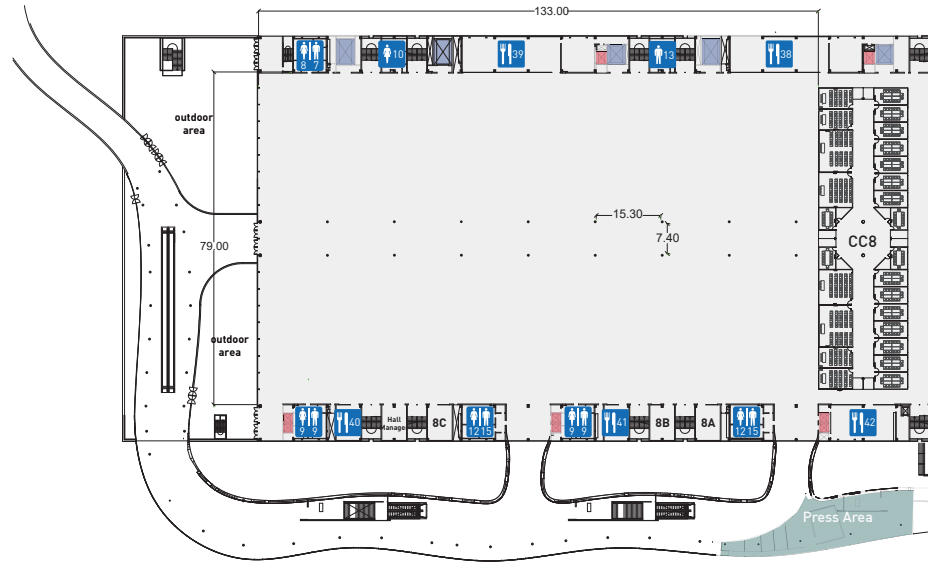 133.00
8 7
10
39
13
38
outdoor
area
15.30
7.40
CC8
79.00
outdoor
area
9 9
40
Hall
Manager
8C
12 15
9 9
41
8B
8A
12 15
42
Press Area